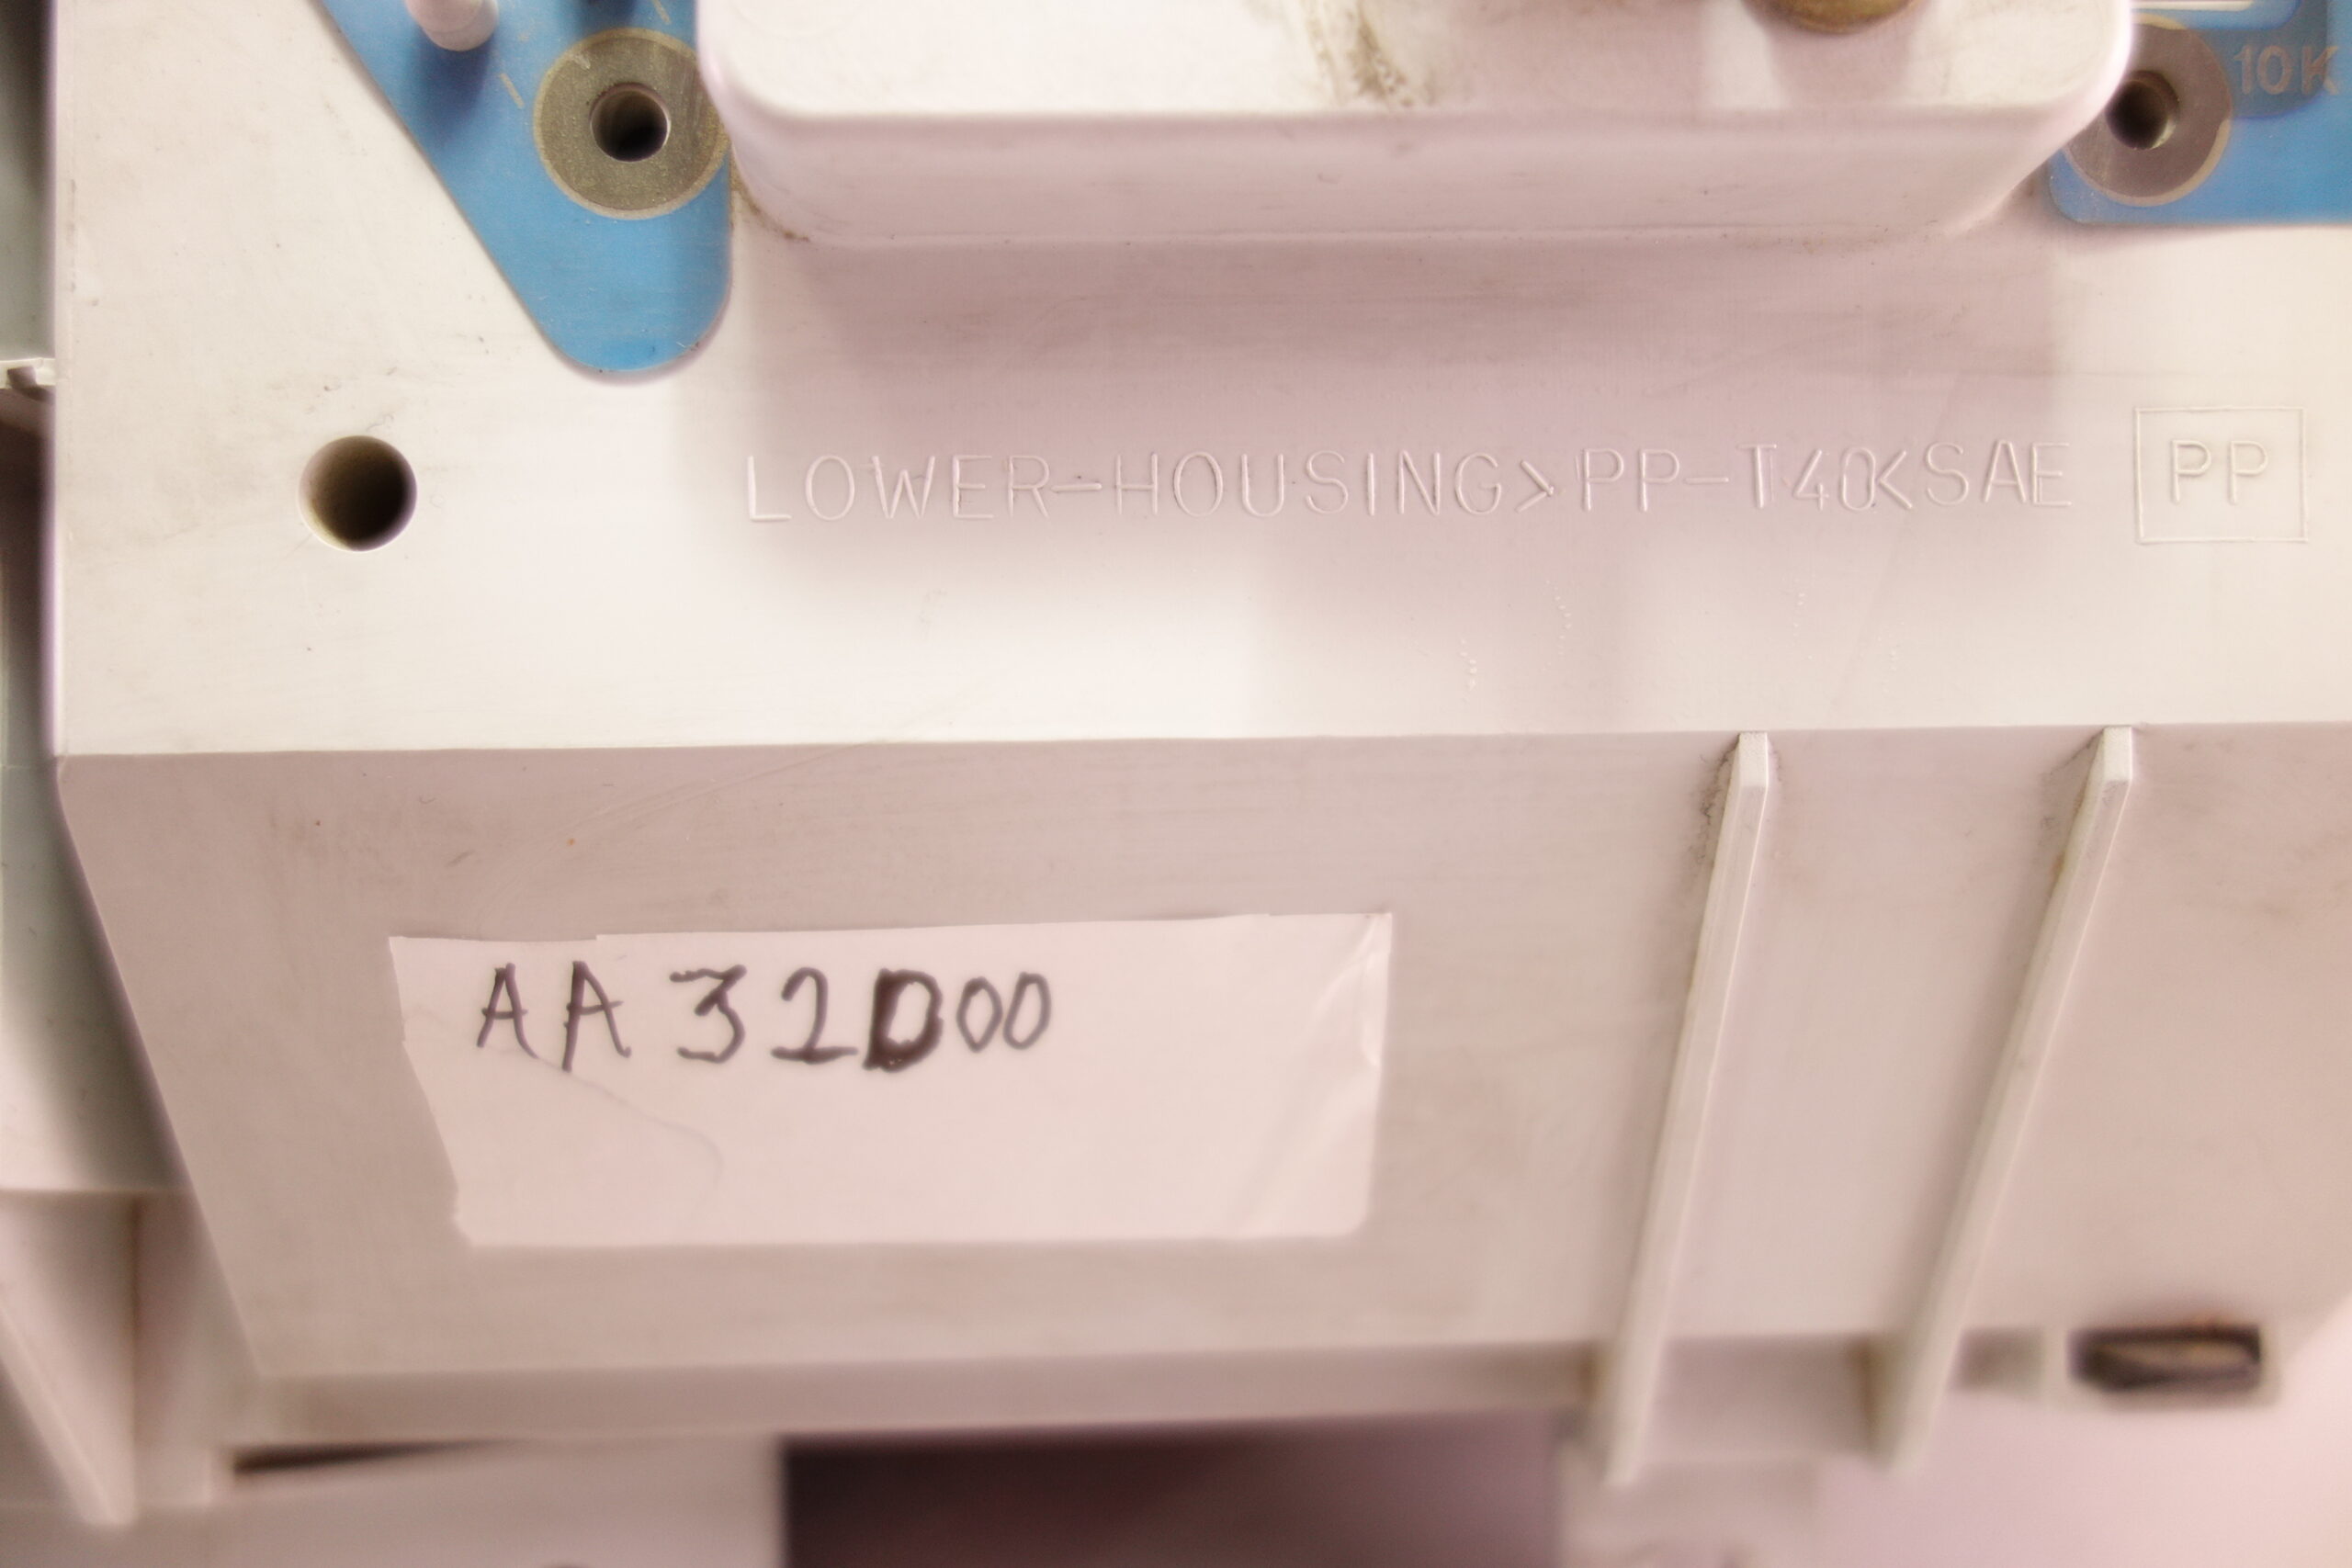 10K
LOWER-HOUSING>PP-T40<SAE PP
AA32D00